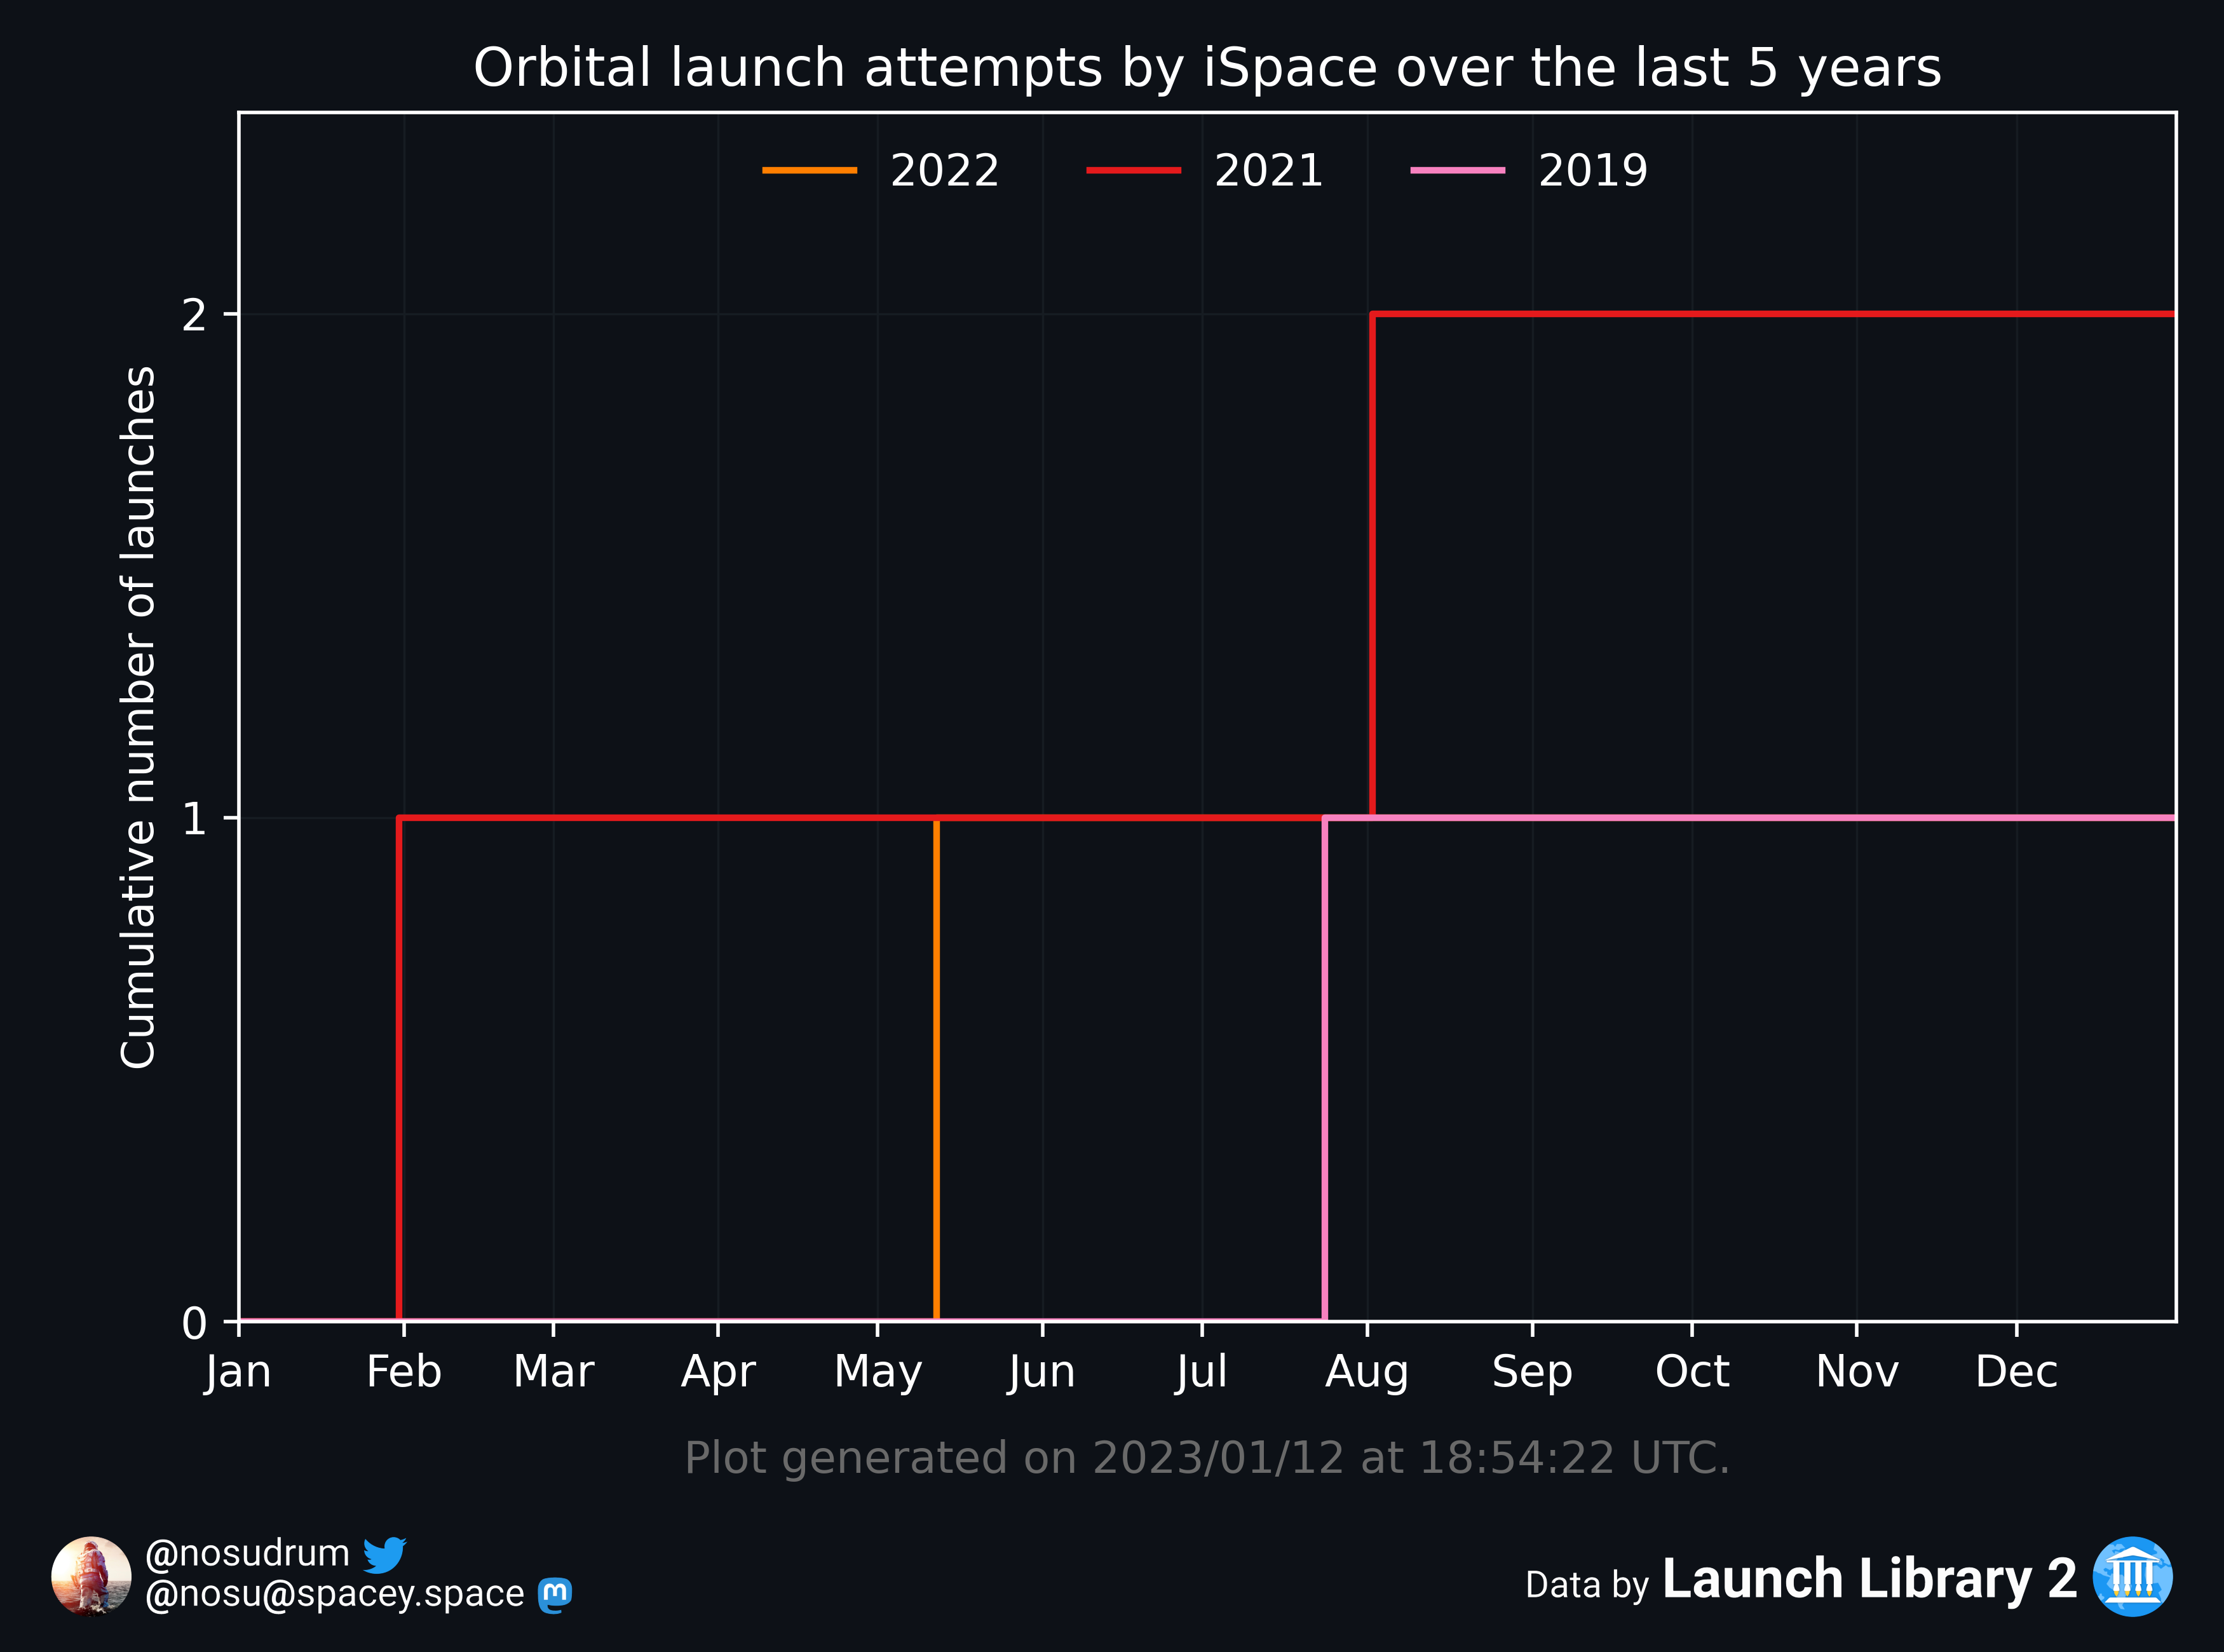 Orbital launch attempts by iSpace over the last 5 years
2022 2021 2019
Cumulative number of launches
2
1
0
Jan Feb Mar Apr May Jun Jul Aug Sep Oct Nov Dec
Plot generated on 2023/01/12 at 18:54:22 UTC.
@nosudrum
@nosu@spacey.space
Data by Launch Library 2